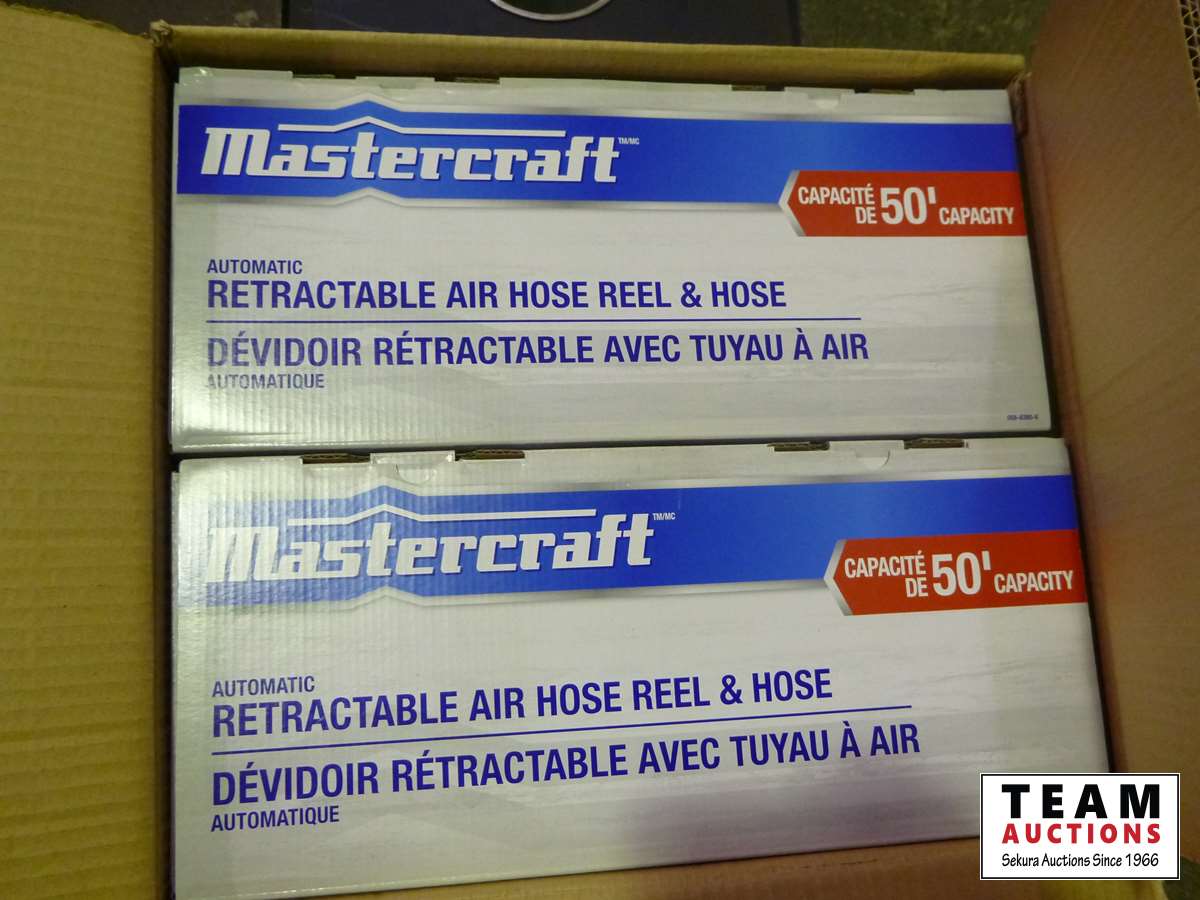 Mastercraft TM/MC
CAPACITÉ
DE 50' CAPACITY
AUTOMATIC
RETRACTABLE AIR HOSE REEL & HOSE
DÉVIDOIR RÉTRACTABLE AVEC TUYAU À AIR
AUTOMATIQUE
Mastercraft TM/MC
CAPACITÉ
DE 50' CAPACITY
AUTOMATIC
RETRACTABLE AIR HOSE REEL & HOSE
DÉVIDOIR RÉTRACTABLE AVEC TUYAU À AIR
AUTOMATIQUE
TEAM
AUCTIONS
Sekura Auctions Since 1966